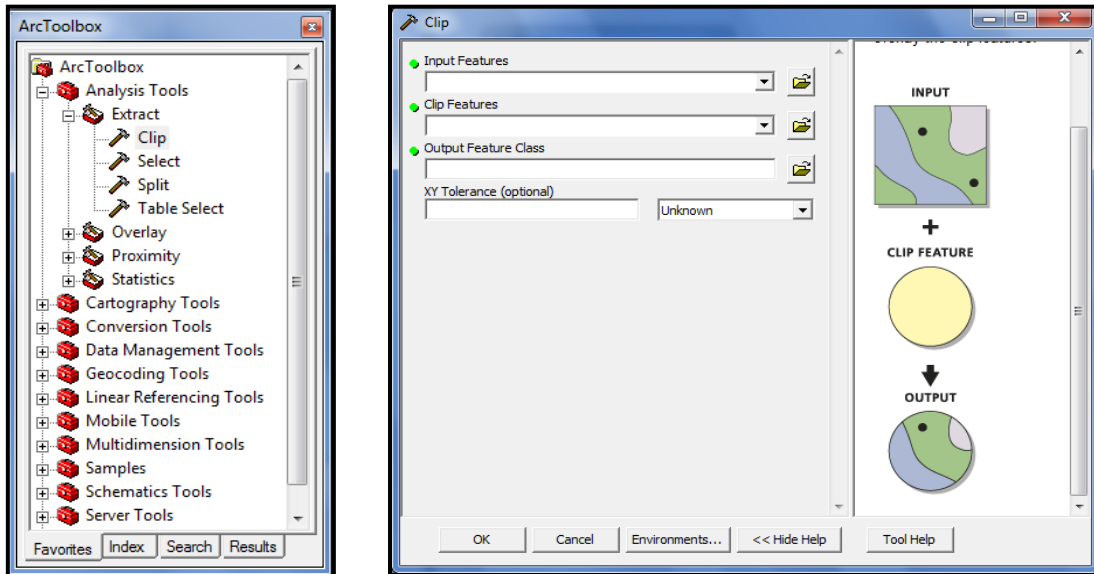 ArcToolbox
ArcToolbox
Analysis Tools
Extract
Clip
Select
Split
Table Select
Overlay
Proximity
Statistics
Cartography Tools
Conversion Tools
Data Management Tools
Geocoding Tools
Linear Referencing Tools
Mobile Tools
Multidimension Tools
Samples
Schematics Tools
Server Tools
Favorites Index Search Results
Clip
Input Features
Clip Features
Output Feature Class
XY Tolerance (optional)
Unknown
OK Cancel Environments... << Hide Help Tool Help
INPUT
CLIP FEATURE
OUTPUT